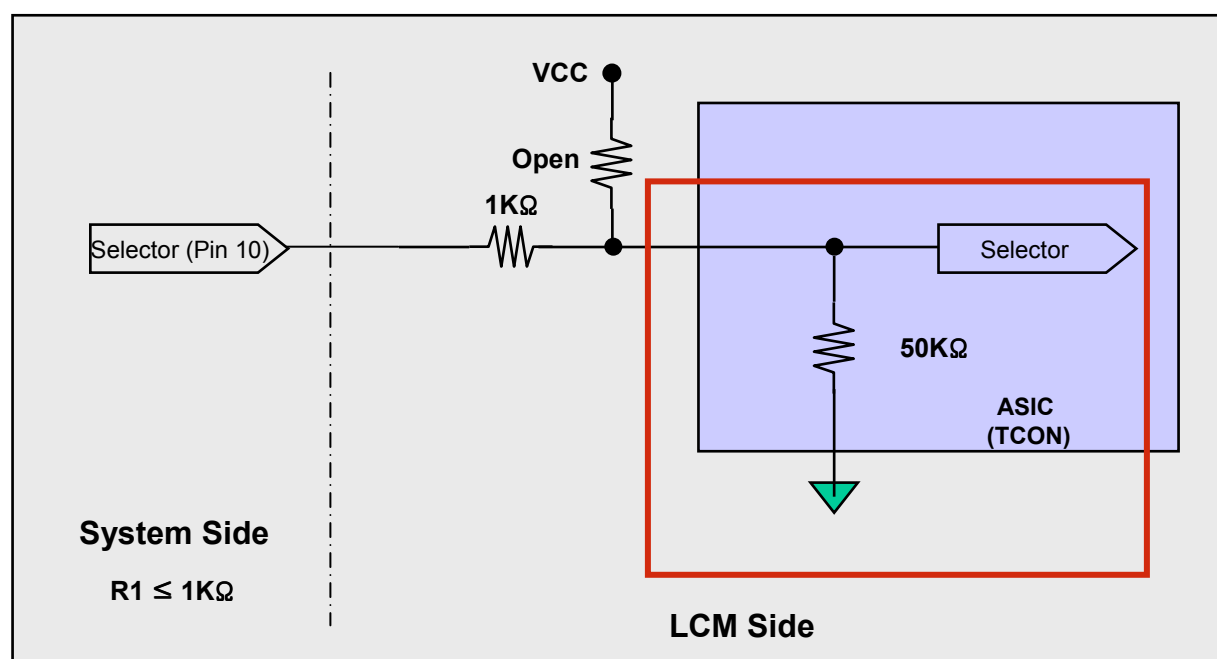 VCC
Open
1KΩ
Selector (Pin 10)
Selector
50KΩ
ASIC
(TCON)
System Side
R1 ≤ 1KΩ
LCM Side